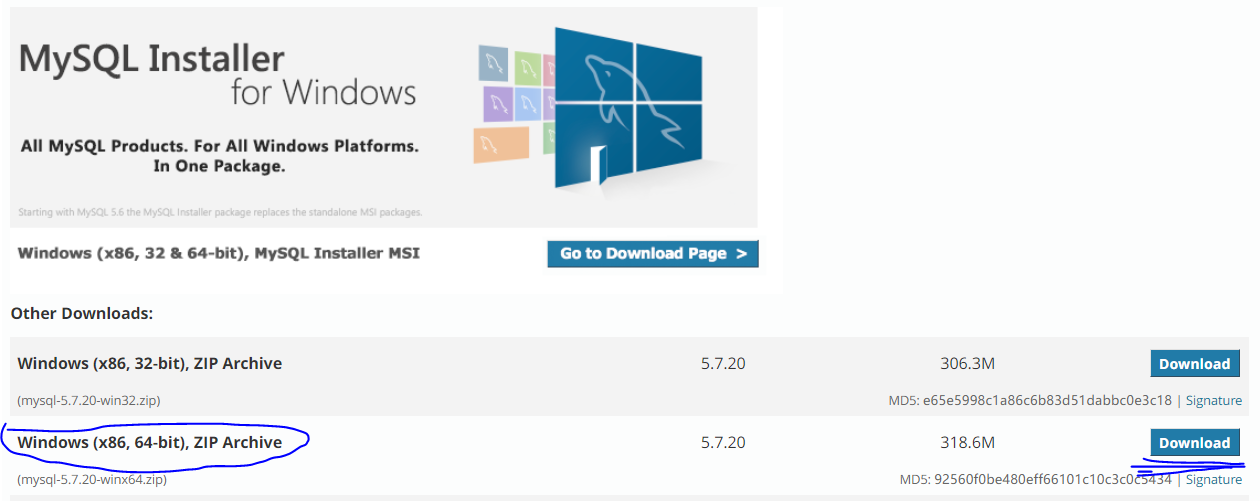 MySQL Installer
for Windows
All MySQL Products. For All Windows Platforms.
In One Package.
Starting with MySQL 5.6 the MySQL Installer package replaces the standalone MSI packages.
Windows (x86, 32 & 64-bit), MySQL Installer MSI Go to Download Page >
Other Downloads:
Windows (x86, 32-bit), ZIP Archive 5.7.20 306.3M Download
(mysql-5.7.20-win32.zip) MD5: e65e5998c1a86c6b83d51dabbc0e3c18 | Signature
Windows (x86, 64-bit), ZIP Archive 5.7.20 318.6M Download
(mysql-5.7.20-winx64.zip) MD5: 92560f0be480eff66101c10c3c0c5434 | Signature